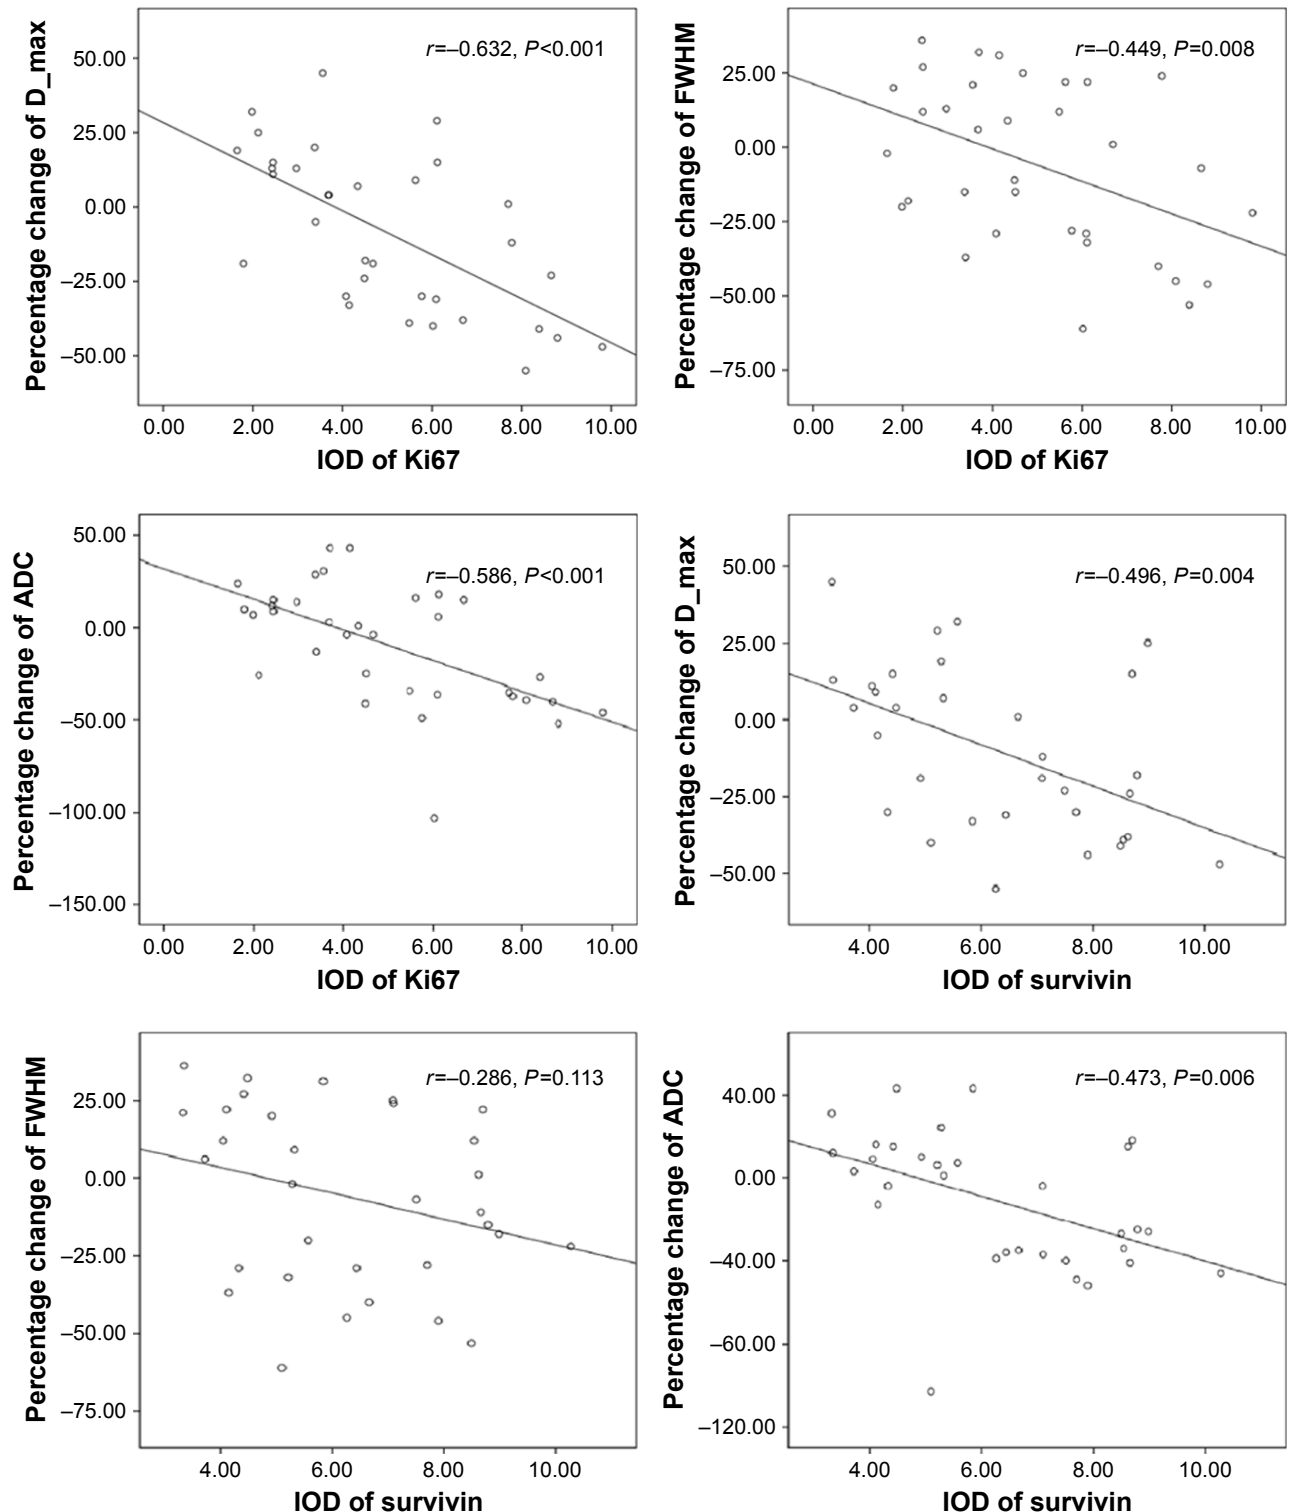 Percentage change of D_max
50.00
25.00
0.00
–25.00
–50.00
r=–0.632, P<0.001
0.00 2.00 4.00 6.00 8.00 10.00
IOD of Ki67
Percentage change of FWHM
25.00
0.00
–25.00
–50.00
–75.00
r=–0.449, P=0.008
0.00 2.00 4.00 6.00 8.00 10.00
IOD of Ki67
Percentage change of ADC
50.00
0.00
–50.00
–100.00
–150.00
r=–0.586, P<0.001
0.00 2.00 4.00 6.00 8.00 10.00
IOD of Ki67
Percentage change of D_max
50.00
25.00
0.00
–25.00
–50.00
r=–0.496, P=0.004
4.00 6.00 8.00 10.00
IOD of survivin
Percentage change of FWHM
25.00
0.00
–25.00
–50.00
–75.00
r=–0.286, P=0.113
4.00 6.00 8.00 10.00
IOD of survivin
Percentage change of ADC
40.00
0.00
–40.00
–60.00
–120.00
r=–0.473, P=0.006
4.00 6.00 8.00 10.00
IOD of survivin